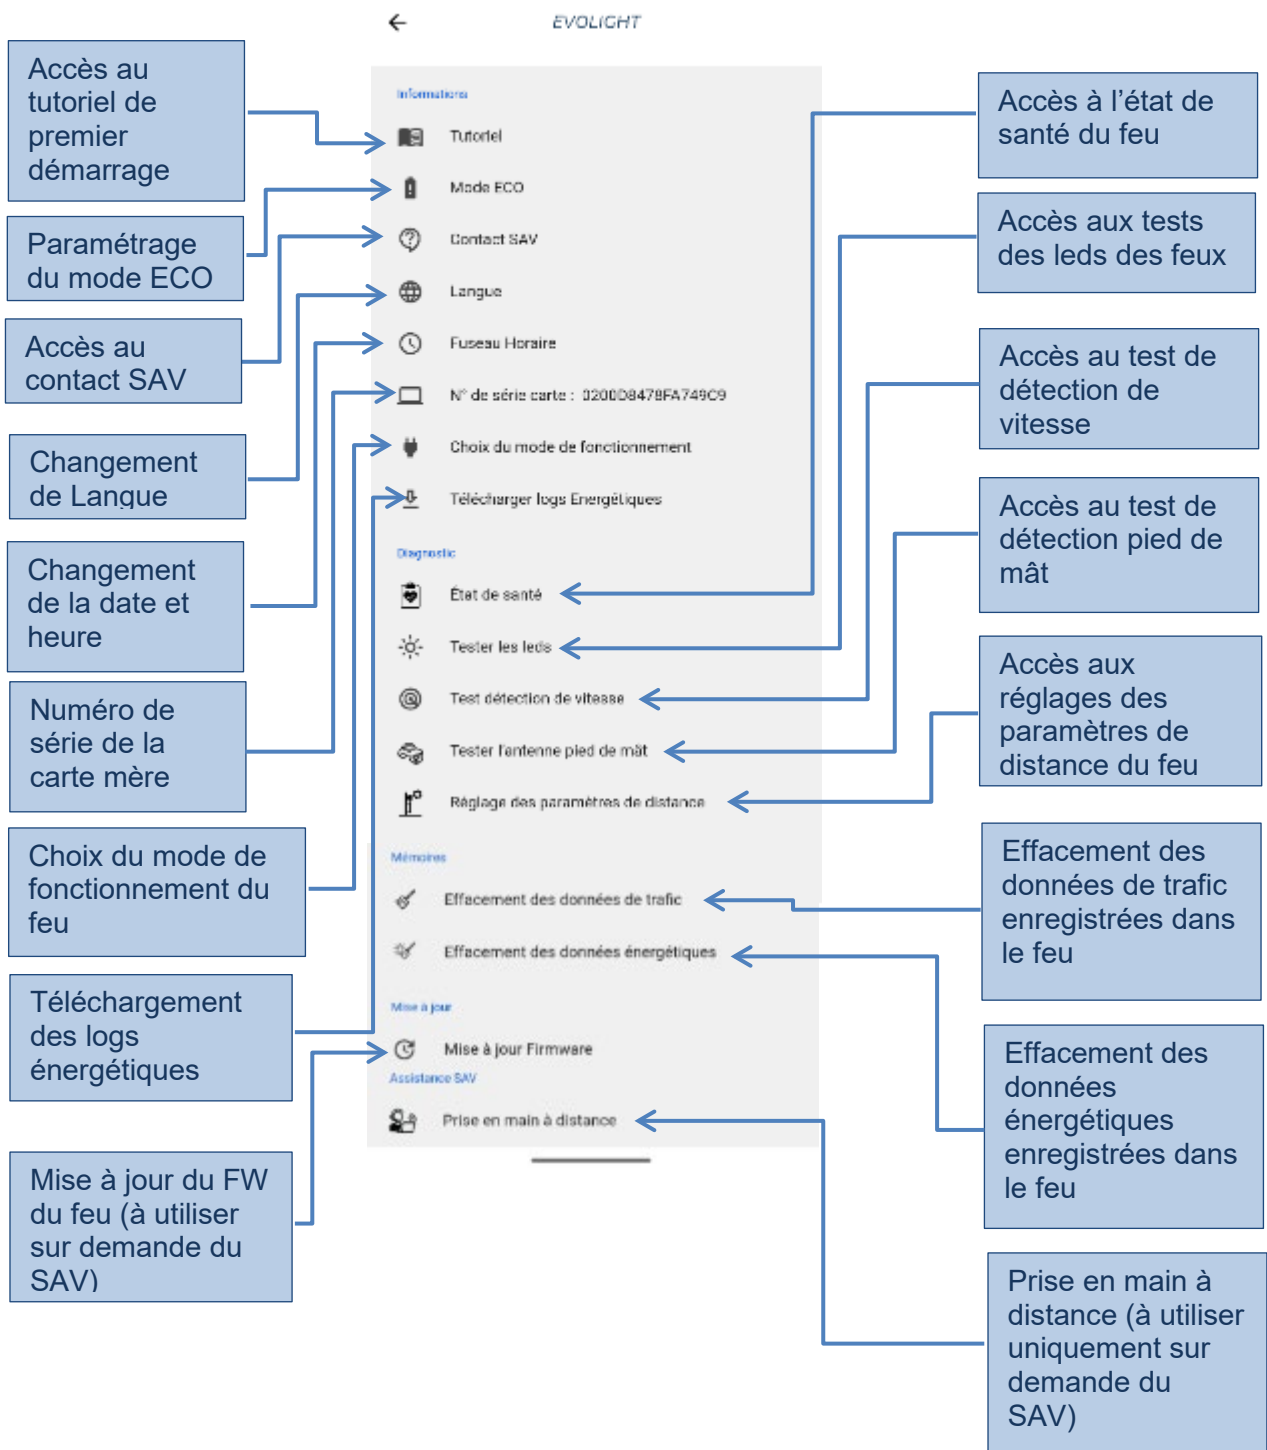 EVOLIGHT
Accès au
tutoriel de
premier
démarrage
Paramétrage
du mode ECO
Accès au
contact SAV
Changement
de Langue
Changement
de la date et
heure
Numéro de
série de la
carte mère
Choix du mode de
fonctionnement du
feu
Téléchargement
des logs
énergétiques
Mise à jour du FW
du feu (à utiliser
sur demande du
SAV)
Informations
Tutoriel
Mode ECO
Contact SAV
Langue
Fuseau Horaire
N° de série carte : 0200D8478FA749C9
Choix du mode de fonctionnement
Télécharger logs Energétiques
Diagnostic
État de santé
Tester les leds
Test détection de vitesse
Tester l'antenne pied de mât
Réglage des paramètres de distance
Mémoires
Effacement des données de trafic
Effacement des données énergétiques
Mise à jour
Mise à jour Firmware
Assistance SAV
Prise en main à distance
Accès à l’état de
santé du feu
Accès aux tests
des leds des feux
Accès au test de
détection de
vitesse
Accès au test de
détection pied de
mât
Accès aux
réglages des
paramètres de
distance du feu
Effacement des
données de trafic
enregistrées dans
le feu
Effacement des
données
énergétiques
enregistrées dans
le feu
Prise en main à
distance (à utiliser
uniquement sur
demande du
SAV)